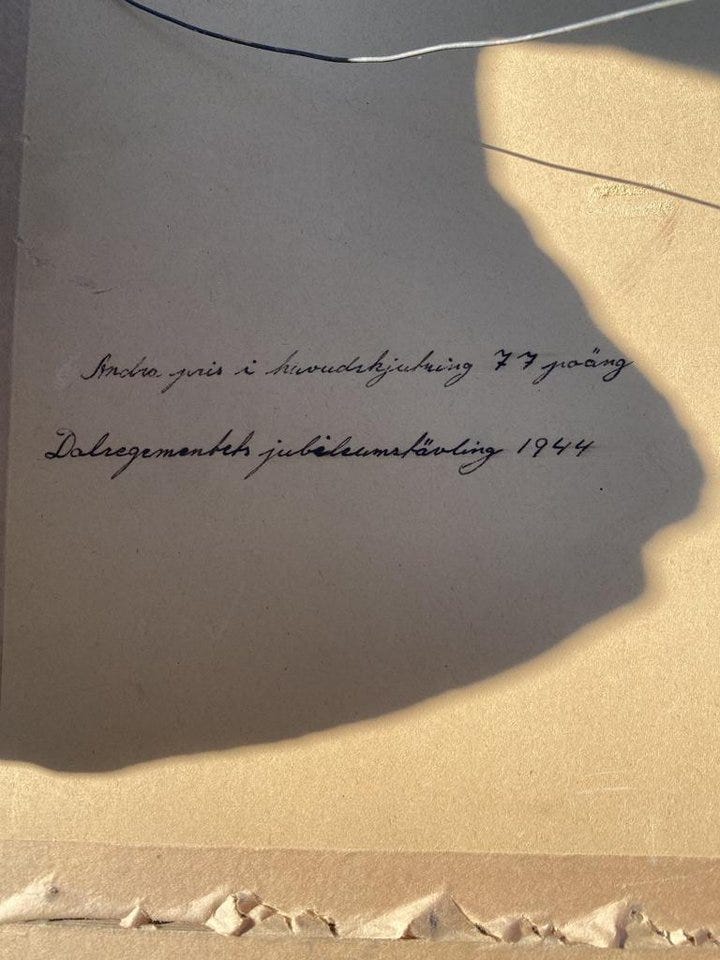 Andra pris i huvudskjutning 77 poäng
Dalregementets jubileumstävling 1944